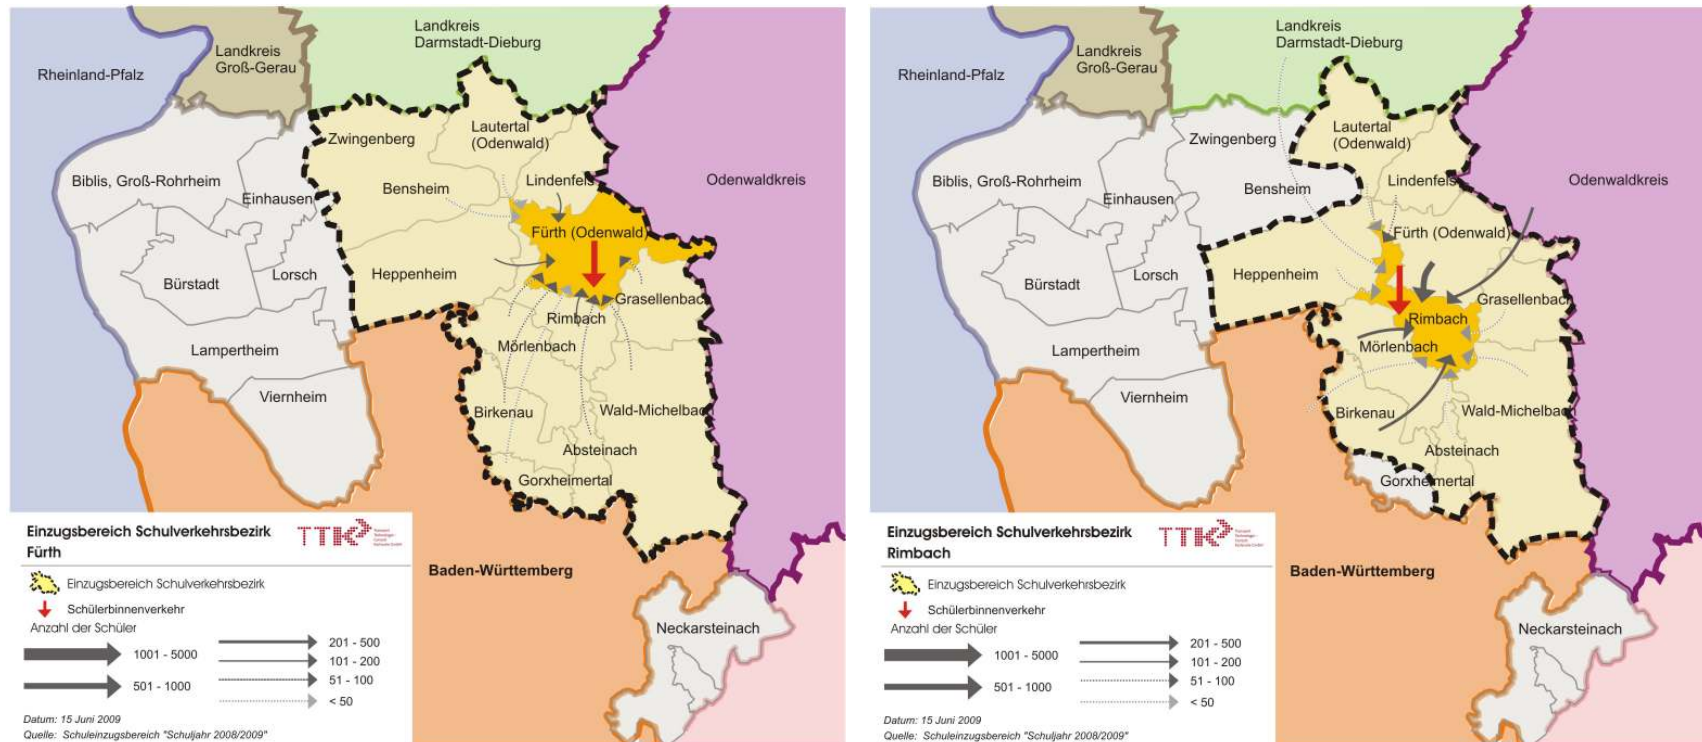 Landkreis
Darmstadt-Dieburg
Landkreis
Groß-Gerau
Rheinland-Pfalz
Zwingenberg
Lautertal
(Odenwald)
Biblis, Groß-Rohrheim
Bensheim
Lindenfels
Odenwaldkreis
Einhausen
Fürth (Odenwald)
Heppenheim
Lorsch
Bürstadt
Grasellenbach
Rimbach
Mörlenbach
Lampertheim
Viernheim
Birkenau
Wald-Michelbach
Absteinach
Gorxheimertal
Einzugsbereich Schulverkehrsbezirk
Fürth
TTK
Baden-Württemberg
Einzugsbereich Schulverkehrsbezirk
Schülerbinnenverkehr
Anzahl der Schüler
1001 - 5000
501 - 1000
201 - 500
101 - 200
51 - 100
< 50
Neckarsteinach
Datum: 15 Juni 2009
Quelle: Schuleinzugsbereich "Schuljahr 2008/2009"
Landkreis
Darmstadt-Dieburg
Landkreis
Groß-Gerau
Rheinland-Pfalz
Zwingenberg
Lautertal
(Odenwald)
Biblis, Groß-Rohrheim
Bensheim
Lindenfels
Odenwaldkreis
Einhausen
Fürth (Odenwald)
Heppenheim
Lorsch
Bürstadt
Grasellenbach
Rimbach
Mörlenbach
Lampertheim
Viernheim
Birkenau
Wald-Michelbach
Absteinach
Gorxheimertal
Einzugsbereich Schulverkehrsbezirk
Rimbach
TTK
Baden-Württemberg
Einzugsbereich Schulverkehrsbezirk
Schülerbinnenverkehr
Anzahl der Schüler
1001 - 5000
501 - 1000
201 - 500
101 - 200
51 - 100
< 50
Neckarsteinach
Datum: 15 Juni 2009
Quelle: Schuleinzugsbereich "Schuljahr 2008/2009"